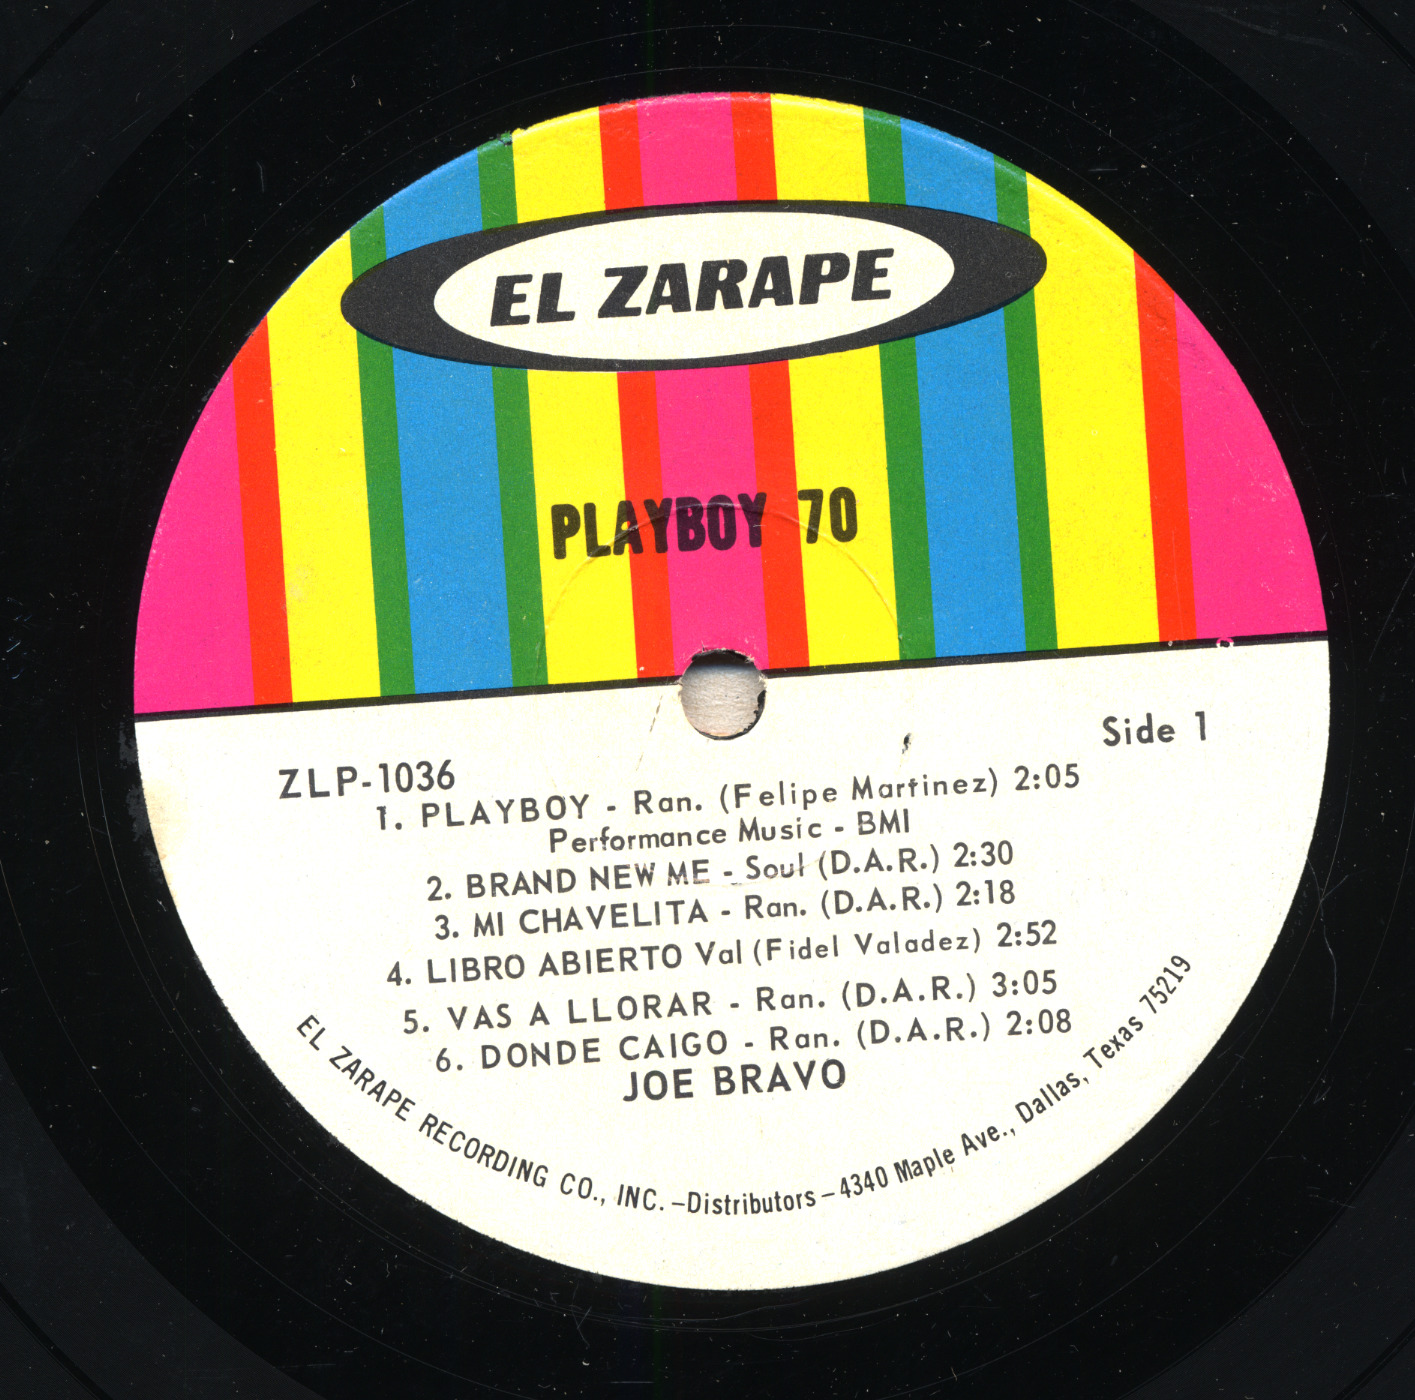 EL ZARAPE
PLAYBOY 70
Side 1
ZLP-1036
1. PLAYBOY - Ran. (Felipe Martinez) 2:05
Performance Music - BMI
2. BRAND NEW ME - Soul (D.A.R.) 2:30
3. MI CHAVELITA - Ran. (D.A.R.) 2:18
4. LIBRO ABIERTO Val (Fidel Valadez) 2:52
5. VAS A LLORAR - Ran. (D.A.R.) 3:05
6. DONDE CAIGO - Ran. (D.A.R.) 2:08
JOE BRAVO
EL ZARAPE RECORDING CO., INC. -Distributors - 4340 Maple Ave., Dallas, Texas 75219